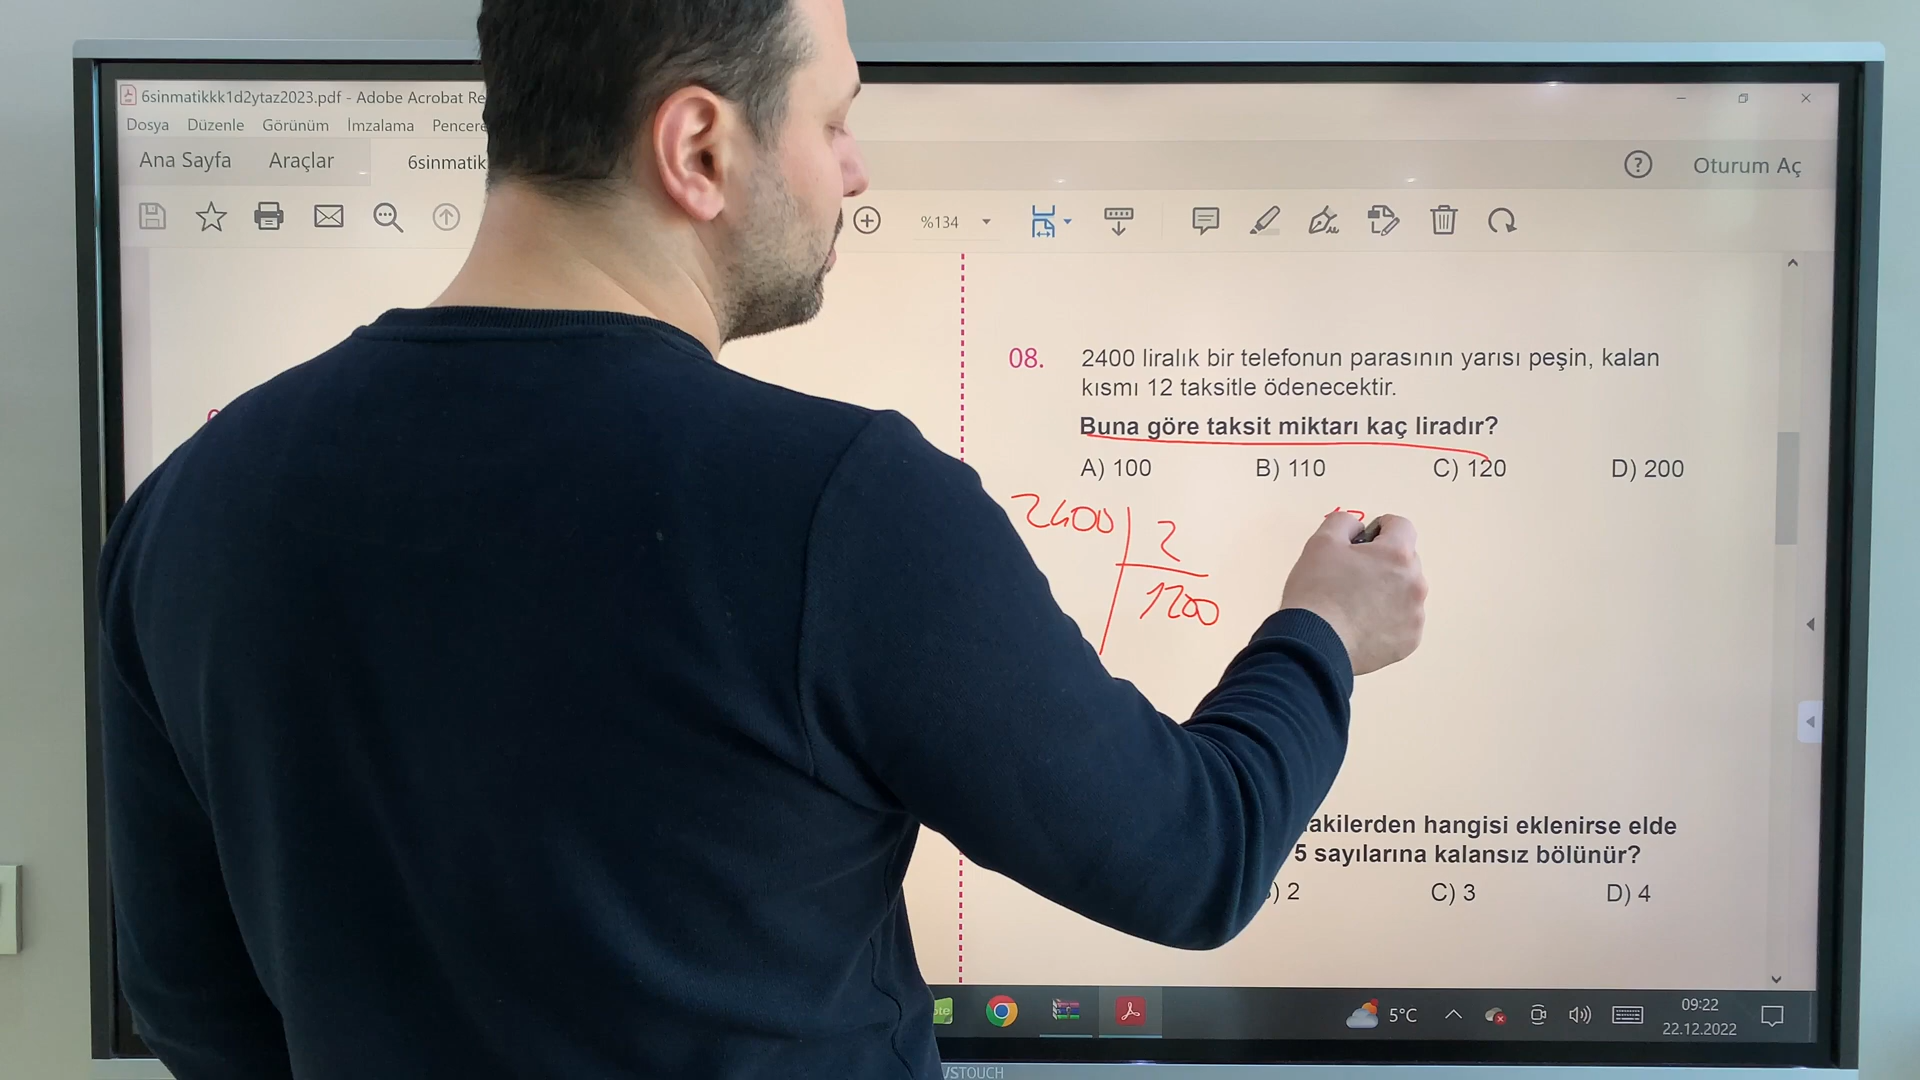 6sinmatikkk1d2ytaz2023.pdf - Adobe Acrobat Re
Dosya Düzenle Görünüm İmzalama Pencere
Ana Sayfa Araçlar 6sinmatik
Oturum Aç
%134
08. 2400 liralık bir telefonun parasının yarısı peşin, kalan
kısmı 12 taksitle ödenecektir.
Buna göre taksit miktarı kaç liradır?
A) 100 B) 110 C) 120 D) 200
2400 2
1200
akilerden hangisi eklenirse elde
5 sayılarına kalansız bölünür?
) 2 C) 3 D) 4
5°C
09:22
22.12.2022
VSTOUCH